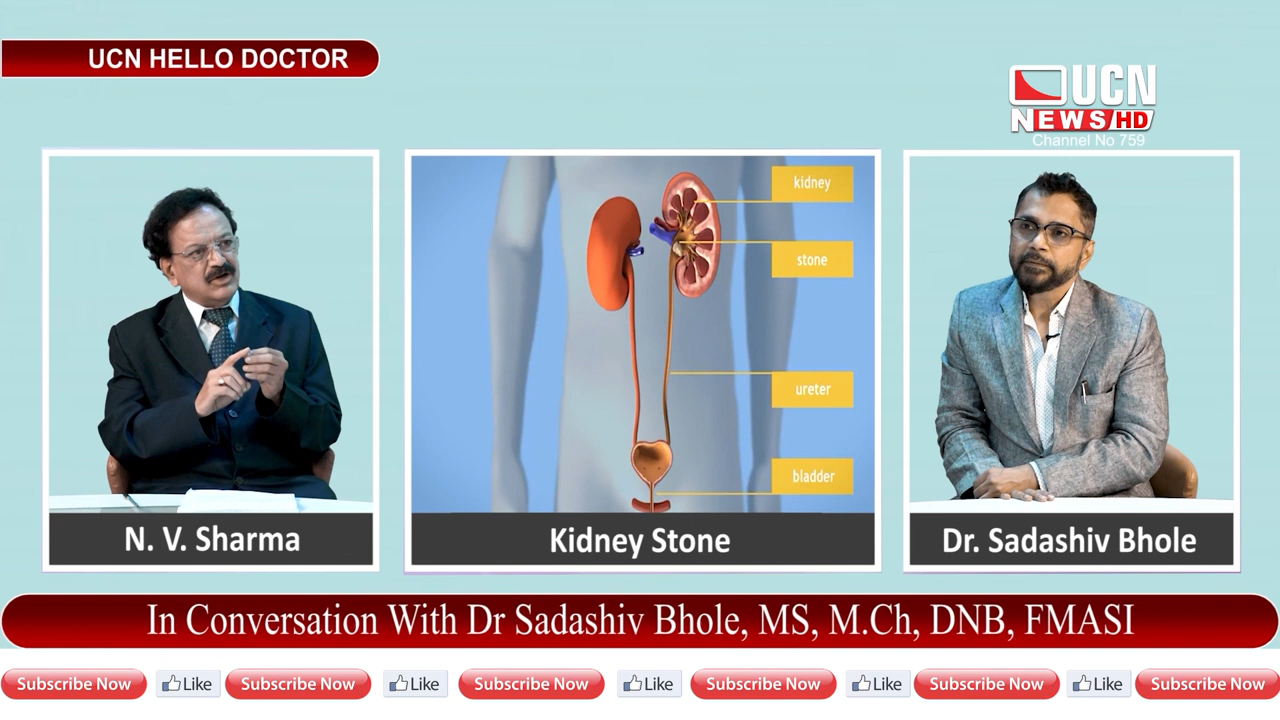 UCN HELLO DOCTOR
UCN
NEWS HD
Channel No 759
kidney
stone
ureter
bladder
N. V. Sharma
Kidney Stone
Dr. Sadashiv Bhole
In Conversation With Dr Sadashiv Bhole, MS, M.Ch, DNB, FMASI
Subscribe Now Like Subscribe Now Like Subscribe Now Like Subscribe Now Like Subscribe Now Like Subscribe Now